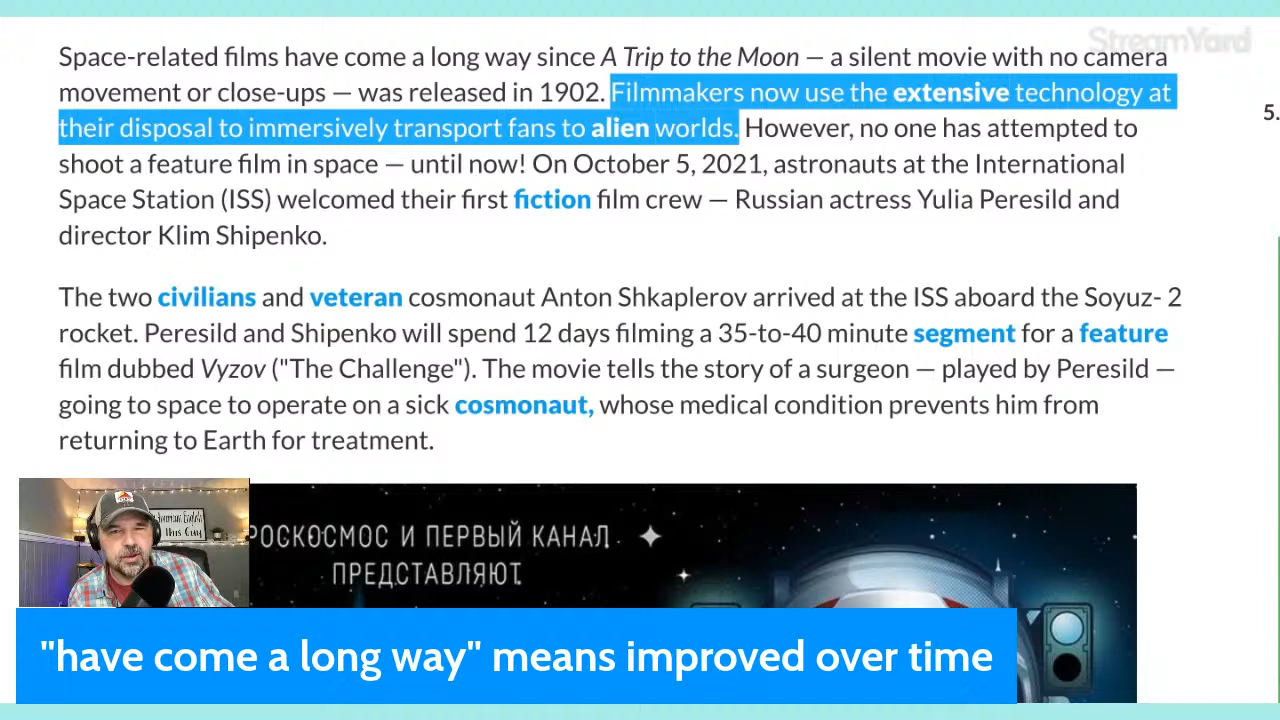 StreamYard
Space-related films have come a long way since A Trip to the Moon — a silent movie with no camera
movement or close-ups — was released in 1902. Filmmakers now use the extensive technology at
their disposal to immersively transport fans to alien worlds. However, no one has attempted to
shoot a feature film in space — until now! On October 5, 2021, astronauts at the International
Space Station (ISS) welcomed their first fiction film crew — Russian actress Yulia Peresild and
director Klim Shipenko.
5.
The two civilians and veteran cosmonaut Anton Shkaplerov arrived at the ISS aboard the Soyuz- 2
rocket. Peresild and Shipenko will spend 12 days filming a 35-to-40 minute segment for a feature
film dubbed Vyzov ("The Challenge"). The movie tells the story of a surgeon — played by Peresild —
going to space to operate on a sick cosmonaut, whose medical condition prevents him from
returning to Earth for treatment.
РОСКОСМОС И ПЕРВЫЙ КАНАЛ
ПРЕДСТАВЛЯЮТ
"have come a long way" means improved over time